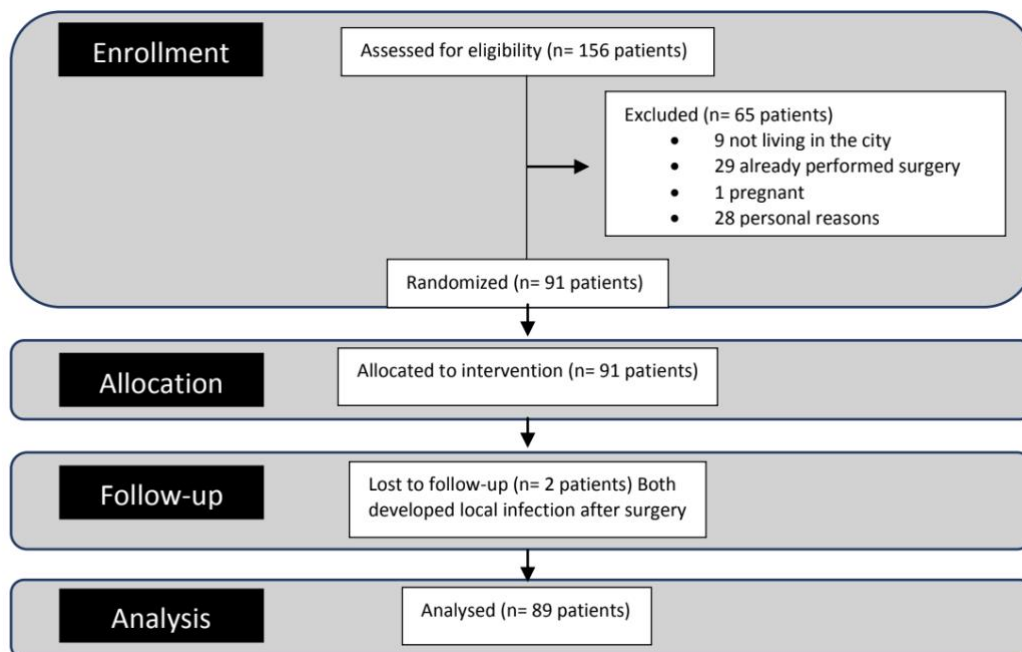 Enrollment
Assessed for eligibility (n= 156 patients)
Excluded (n= 65 patients)
• 9 not living in the city
• 29 already performed surgery
• 1 pregnant
• 28 personal reasons
Randomized (n= 91 patients)
Allocation
Allocated to intervention (n= 91 patients)
Follow-up
Lost to follow-up (n= 2 patients) Both
developed local infection after surgery
Analysis
Analysed (n= 89 patients)